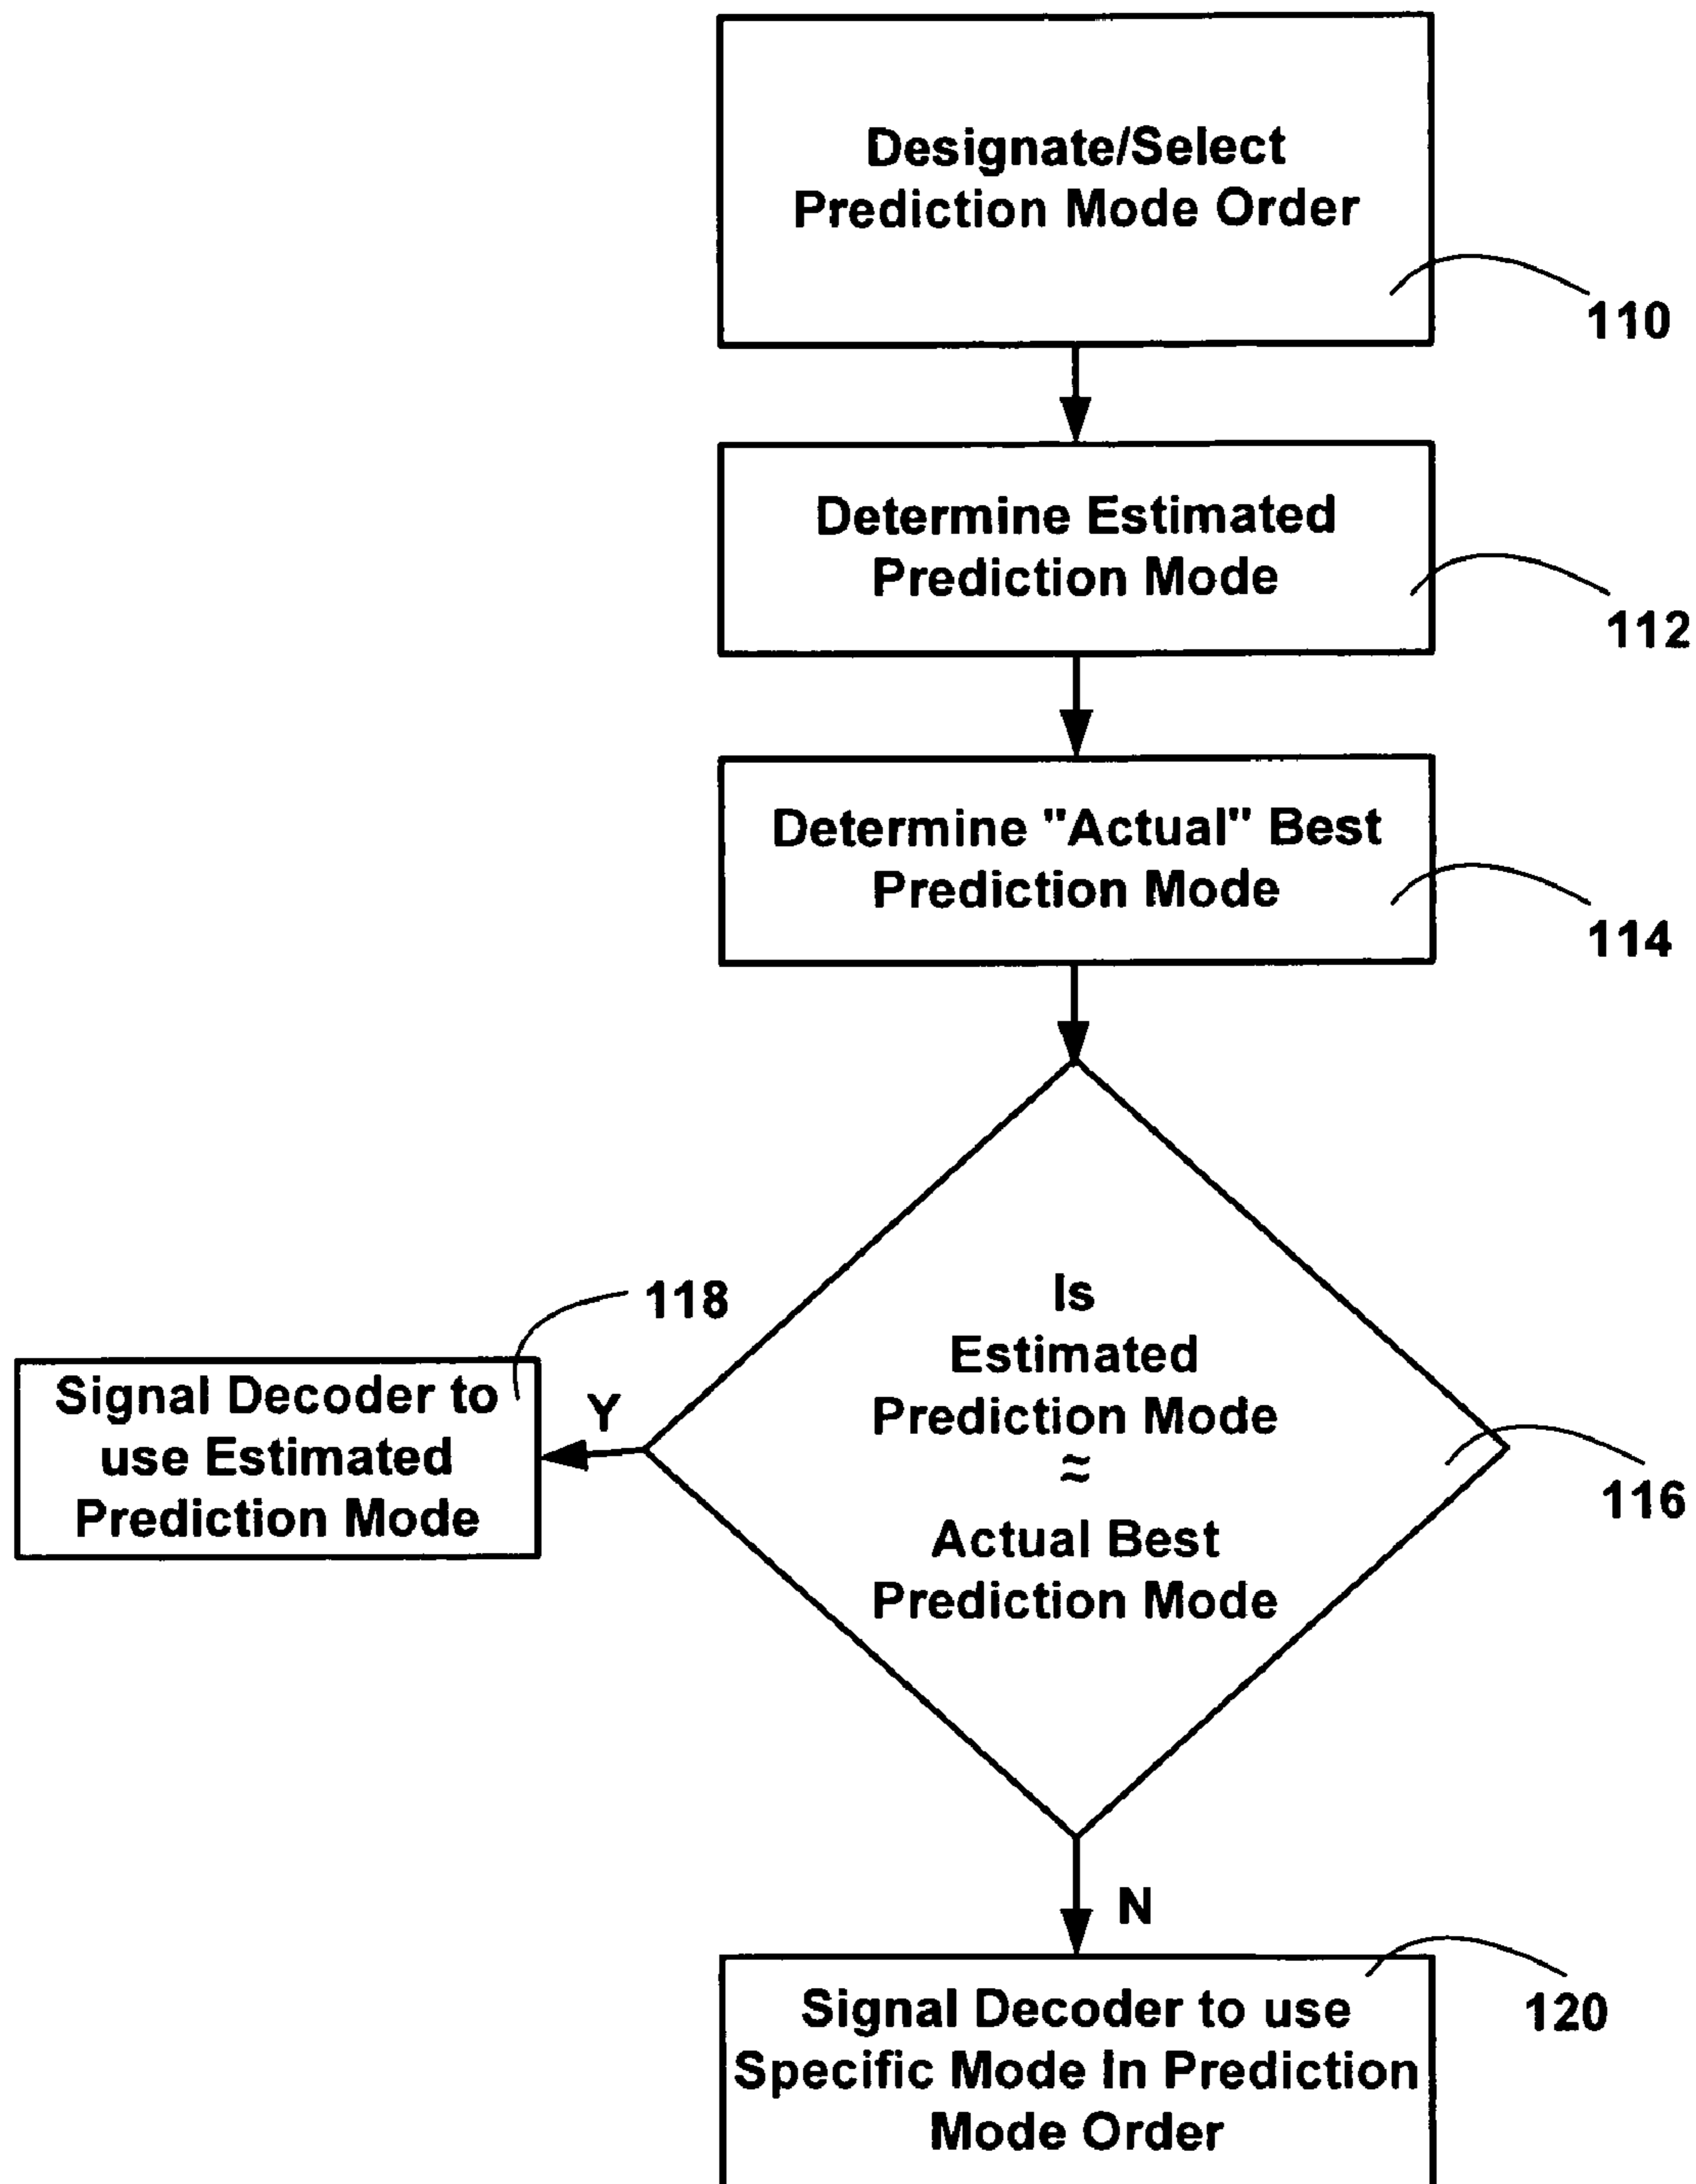 Designate/Select
Prediction Mode Order
110
Determine Estimated
Prediction Mode
112
Determine "Actual" Best
Prediction Mode
114
Is
Estimated
Prediction Mode
≈
Actual Best
Prediction Mode
116
118
Y
Signal Decoder to
use Estimated
Prediction Mode
N
Signal Decoder to use
Specific Mode In Prediction
Mode Order
120